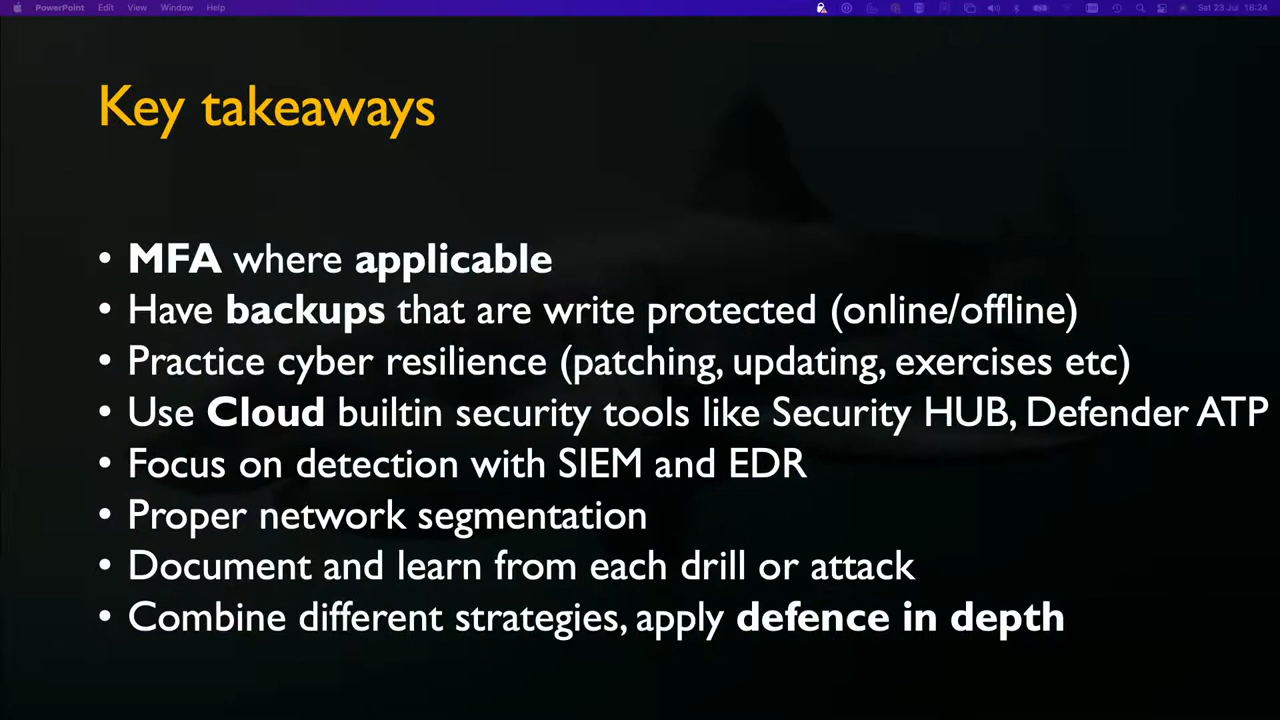 PowerPoint Edit View Window Help Sat 23 Jul 16:24
Key takeaways
• MFA where applicable
• Have backups that are write protected (online/offline)
• Practice cyber resilience (patching, updating, exercises etc)
• Use Cloud builtin security tools like Security HUB, Defender ATP
• Focus on detection with SIEM and EDR
• Proper network segmentation
• Document and learn from each drill or attack
• Combine different strategies, apply defence in depth